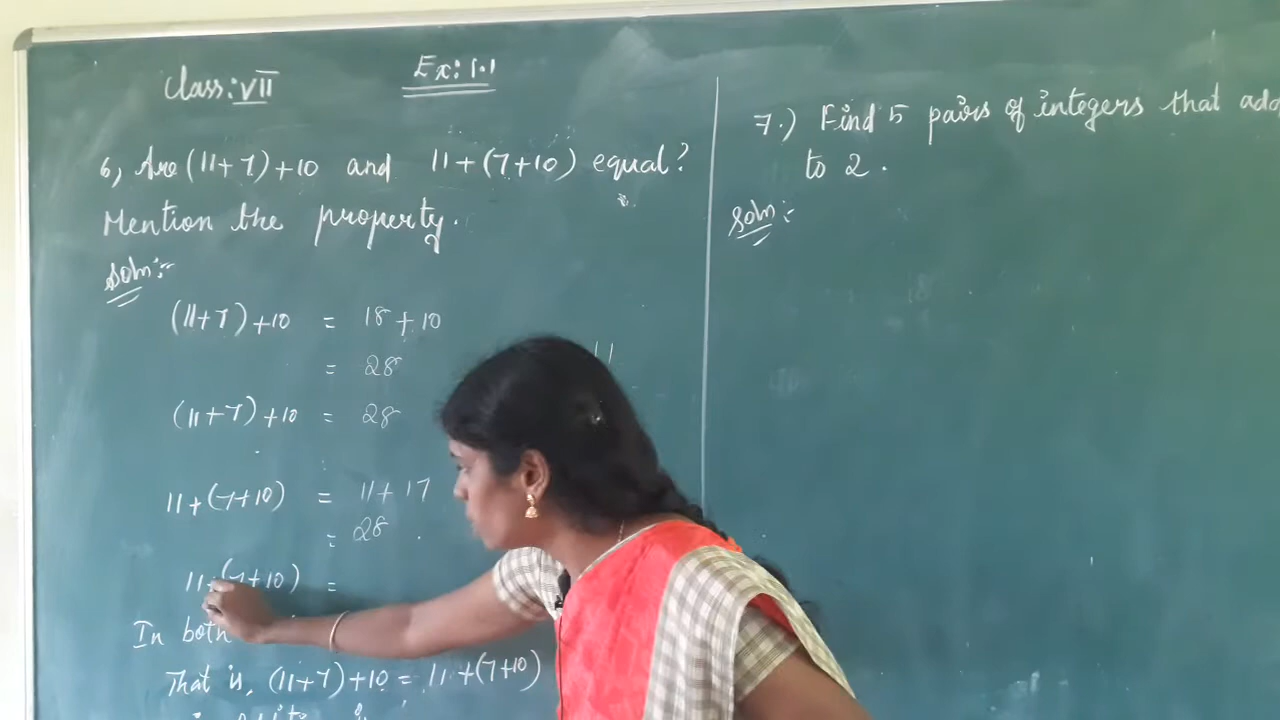 Class: VII
Ex: 1.1
6, Are (11+7)+10 and 11+(7+10) equal?
Mention the property.
Soln:-
(11+7)+10 = 18+10
= 28
(11+7)+10 = 28
11+(7+10) = 11+17
= 28
11+(7+10) =
In both
That is, (11+7)+10 = 11+(7+10)
7.) Find 5 pairs of integers that add
to 2.
Soln:-
11